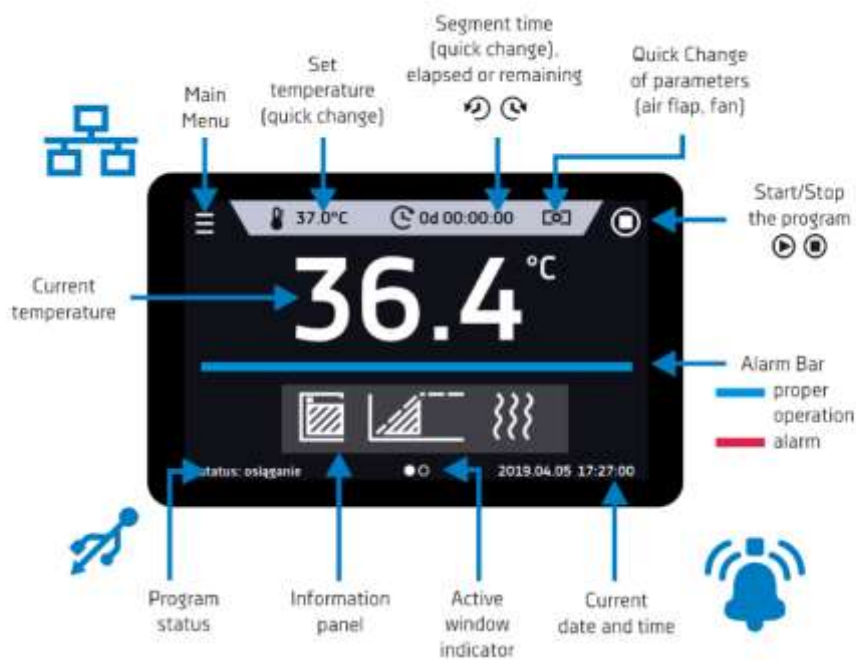 Segment time
(quick change),
elapsed or remaining
Quick Change
of parameters
(air flap, fan)
Set
temperature
(quick change)
Main
Menu
Start/Stop
the program
37.0°C
0d 00:00:00
Current
temperature
36.4°C
Alarm Bar
proper
operation
alarm
status: osiąganie
2019.04.05 17:27:00
Program
status
Information
panel
Active
window
indicator
Current
date and time